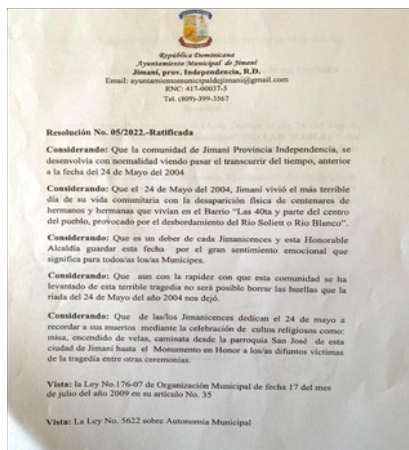 República Dominicana
Ayuntamiento Municipal de Jimaní
Jimaní, prov. Independencia, R.D.
Email: ayuntamientomunicipaldejimani@gmail.com
RNC: 417-00037-5
Tel. (809)-399-3567
Resolución No. 05/2022.-Ratificada
Considerando: Que la comunidad de Jimaní Provincia Independencia, se
desenvolvía con normalidad viendo pasar el transcurrir del tiempo, anterior
a la fecha del 24 de Mayo del 2004
Considerando: Que el 24 de Mayo del 2004, Jimaní vivió el más terrible
día de su vida comunitaria con la desaparición física de centenares de
hermanos y hermanas que vivían en el Barrio "Las 40ta y parte del centro
del pueblo, provocado por el desbordamiento del Río Soliett o Río Blanco".
Considerando: Que es un deber de cada Jimanicences y esta Honorable
Alcaldía guardar esta fecha por el gran sentimiento emocional que
significa para todos/as los/as Munícipes.
Considerando: Que aun con la rapidez con que esta comunidad se ha
levantado de esta terrible tragedia no será posible borrar las huellas que la
riada del 24 de Mayo del año 2004 nos dejó.
Considerando: Que de las/los Jimanicences dedican el 24 de mayo a
recordar a sus muertos mediante la celebración de cultos religiosos como:
misa, encendido de velas, caminata desde la parroquia San José de esta
ciudad de Jimaní hasta el Monumento en Honor a los/as difuntos víctimas
de la tragedia entre otras ceremonias.
Vista: la Ley No.176-07 de Organización Municipal de fecha 17 del mes
de julio del año 2009 en su artículo No. 35
Vista: La Ley No. 5622 sobre Autonomía Municipal